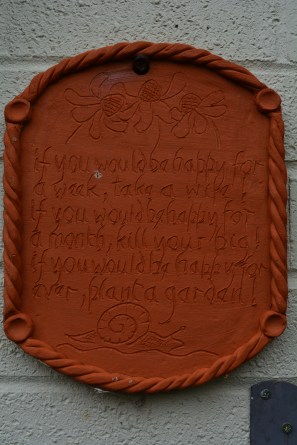 if you would be happy for
a week, take a wife!
If you would be happy for
a month, kill your pig!
if you would be happy for
ever, plant a garden!